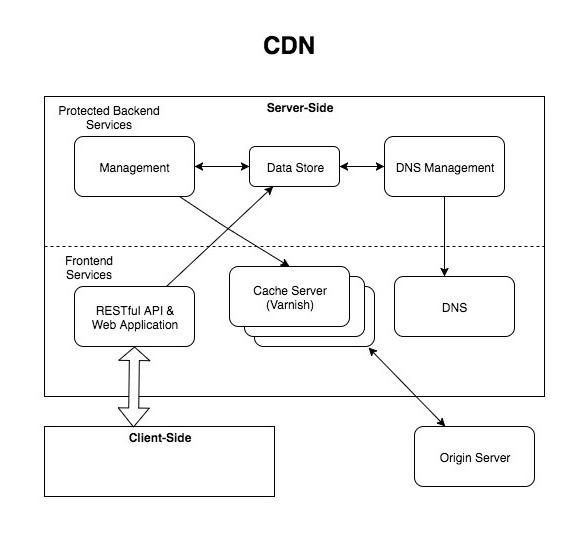 CDN
Server-Side
Protected Backend
Services
Management
Data Store
DNS Management
Frontend
Services
RESTful API &
Web Application
Cache Server
(Varnish)
DNS
Client-Side
Origin Server